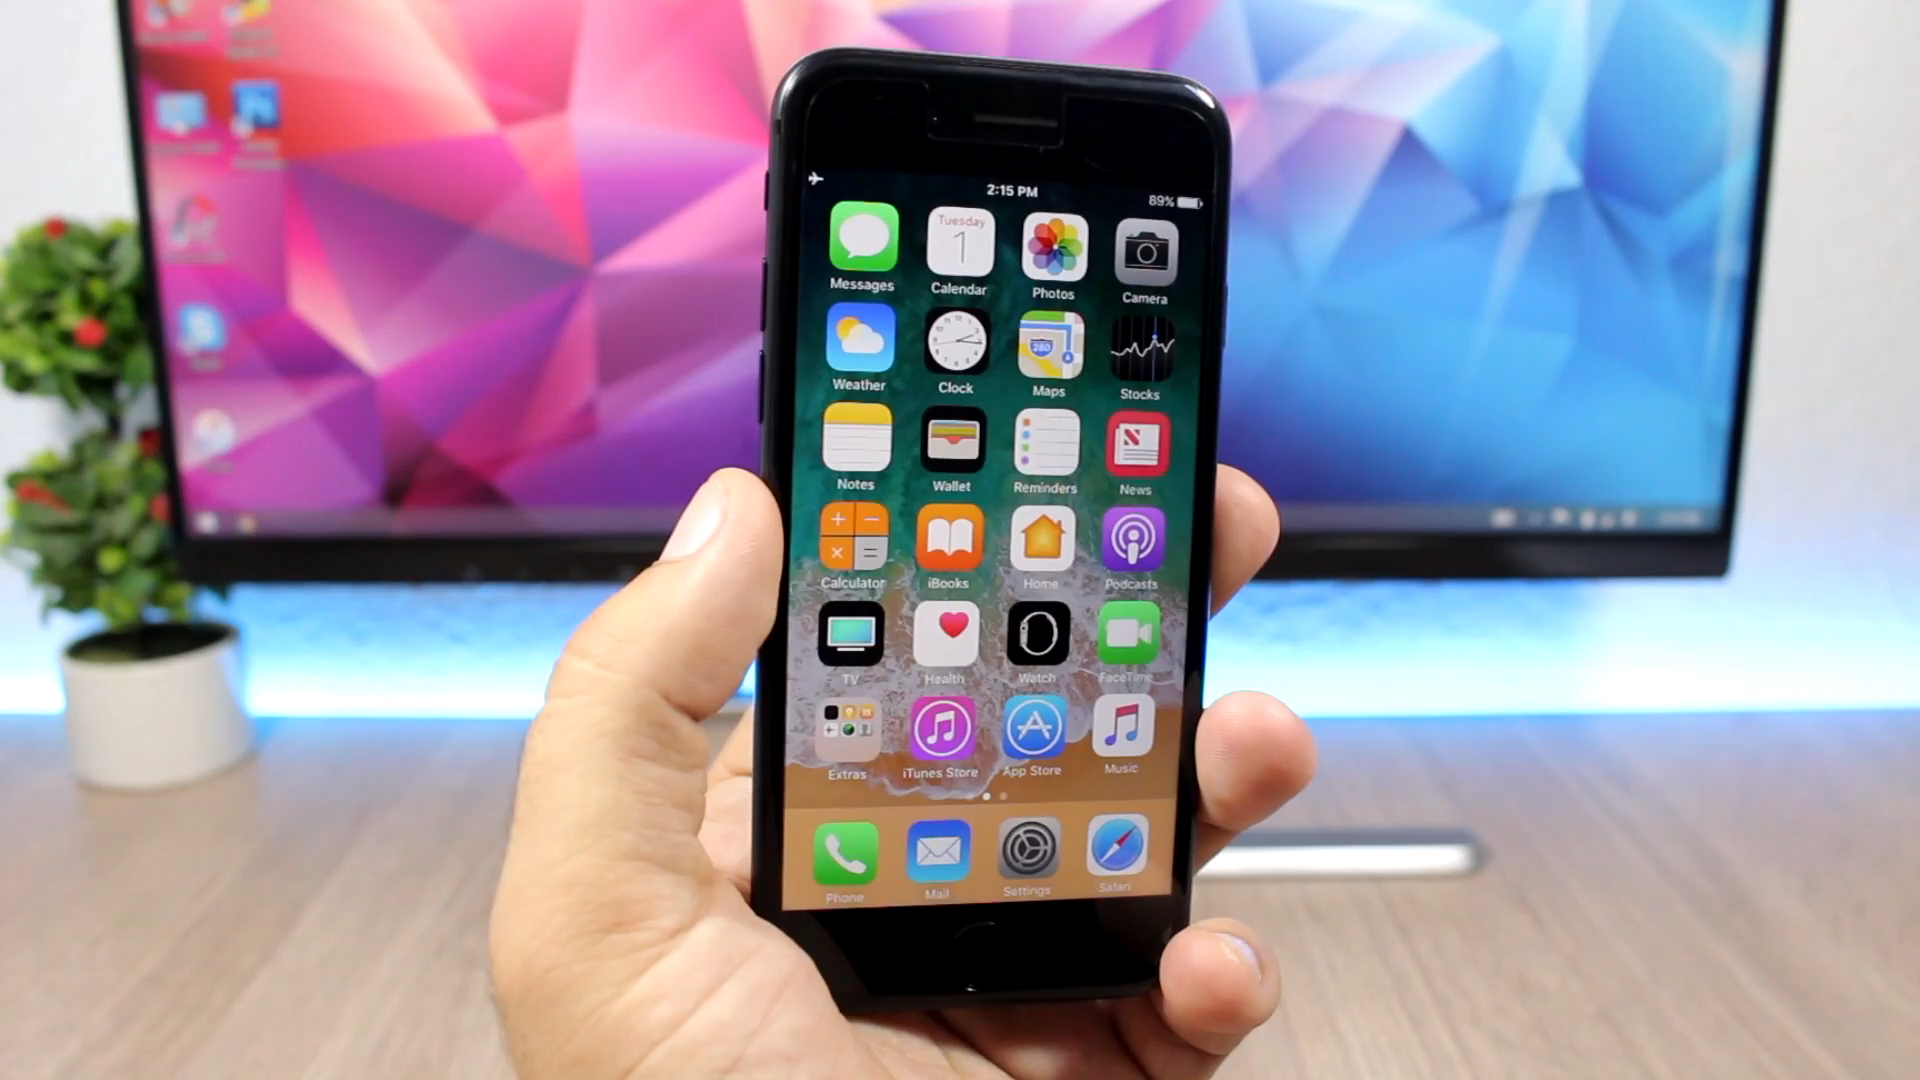 2:15 PM
89%
Tuesday
1
Messages Calendar Photos Camera
280
Weather Clock Maps Stocks
Notes Wallet Reminders News
Calculator iBooks Home Podcasts
TV Health Watch FaceTime
Extras iTunes Store App Store Music
Phone Mail Settings Safari